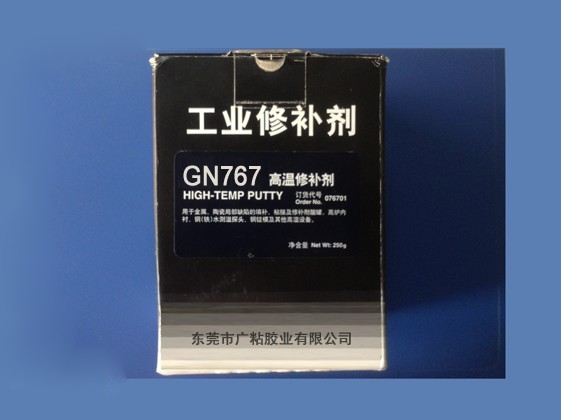 工业修补剂
GN767 高温修补剂
HIGH-TEMP PUTTY
订货代号
Order No. 076701
用于金属、陶瓷局部缺陷的填补、粘接及修补耐酸罐、高炉内
衬、钢(铁)水测温探头、钢锭模及其他高温设备。
净含量 Net Wt: 250g
东莞市广粘胶业有限公司